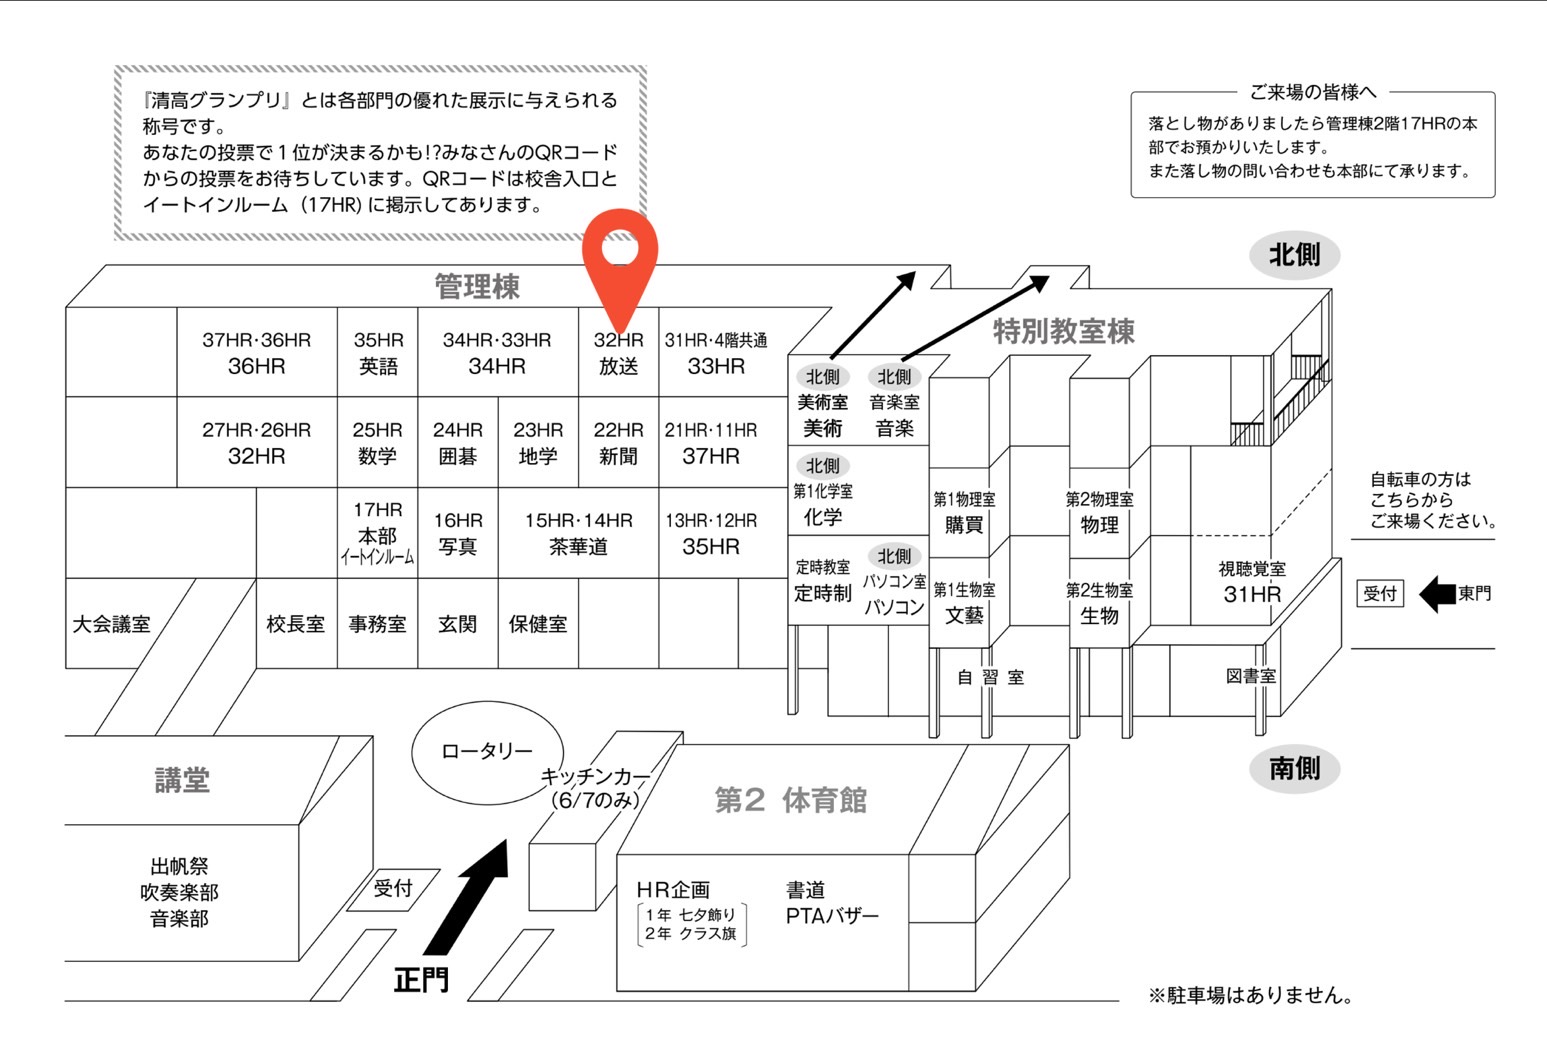 『清高グランプリ』とは各部門の優れた展示に与えられる
称号です。
あなたの投票で1位が決まるかも!?みなさんのQRコード
からの投票をお待ちしています。QRコードは校舎入口と
イートインルーム（17HR)に掲示してあります。
ご来場の皆様へ
落とし物がありましたら管理棟2階17HRの本
部でお預かりいたします。
また落し物の問い合わせも本部にて承ります。
北側
管理棟
特別教室棟
37HR・36HR
36HR
35HR
英語
34HR・33HR
34HR
32HR
放送
31HR・4階共通
33HR
北側
美術室
美術
北側
音楽室
音楽
27HR・26HR
32HR
25HR
数学
24HR
囲碁
23HR
地学
22HR
新聞
21HR・11HR
37HR
北側
第1化学室
化学
第1物理室
購買
第2物理室
物理
自転車の方は
こちらから
ご来場ください。
17HR
本部
イートインルーム
16HR
写真
15HR・14HR
茶華道
13HR・12HR
35HR
定時教室
定時制
北側
パソコン室
パソコン
第1生物室
文藝
第2生物室
生物
視聴覚室
31HR
受付
東門
大会議室
校長室
事務室
玄関
保健室
自習室
図書室
ロータリー
キッチンカー
(6/7のみ)
南側
講堂
第2 体育館
出帆祭
吹奏楽部
音楽部
受付
HR企画
1年 七夕飾り
2年 クラス旗
書道
PTAバザー
正門
※駐車場はありません。